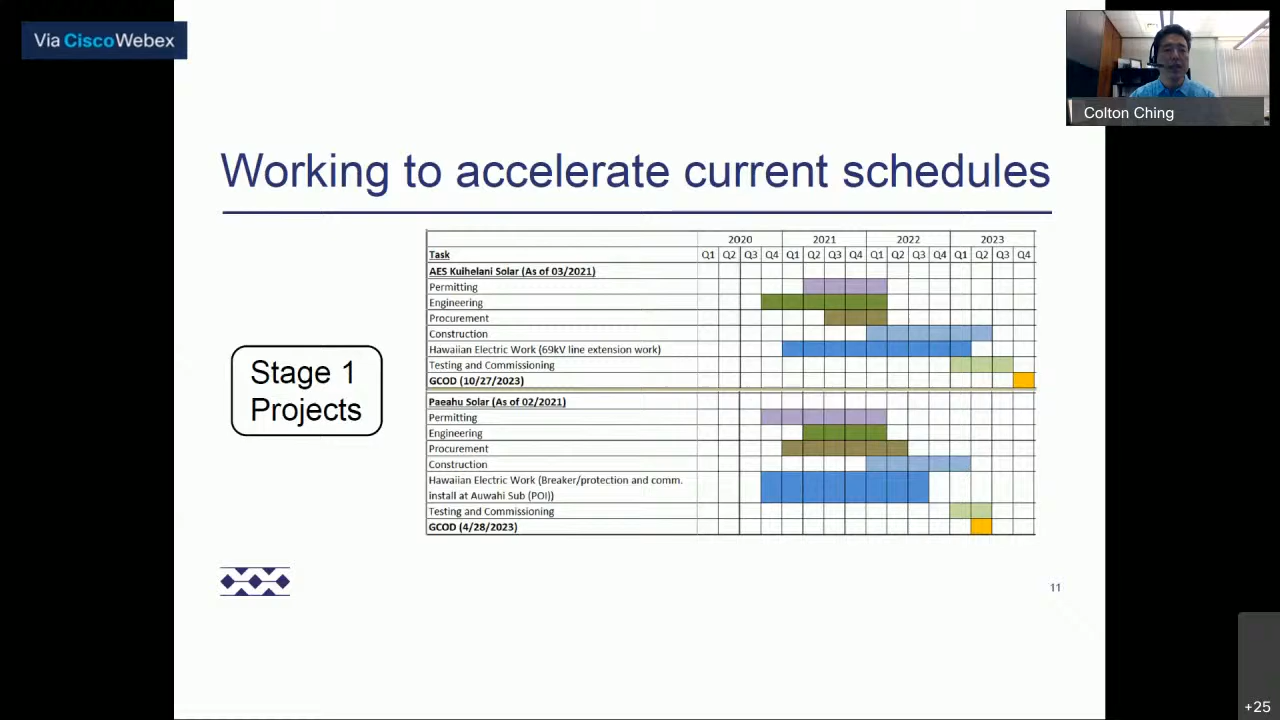 Via CiscoWebex
Colton Ching
Working to accelerate current schedules
Stage 1
Projects
2020 2021 2022 2023
Task Q1 Q2 Q3 Q4 Q1 Q2 Q3 Q4 Q1 Q2 Q3 Q4 Q1 Q2 Q3 Q4
AES Kuihelani Solar (As of 03/2021)
Permitting
Engineering
Procurement
Construction
Hawaiian Electric Work (69kV line extension work)
Testing and Commissioning
GCOD (10/27/2023)
Paeahu Solar (As of 02/2021)
Permitting
Engineering
Procurement
Construction
Hawaiian Electric Work (Breaker/protection and comm.
install at Auwahi Sub (POI))
Testing and Commissioning
GCOD (4/28/2023)
11
+25